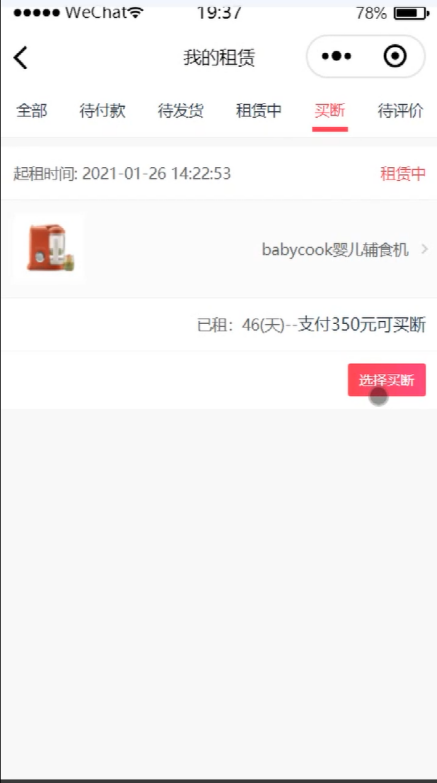 ●●●●● WeChat 19:37 78%
我的租赁
全部 待付款 待发货 租赁中 买断 待评价
起租时间: 2021-01-26 14:22:53 租赁中
babycook婴儿辅食机
已租：46(天)--支付350元可买断
选择买断